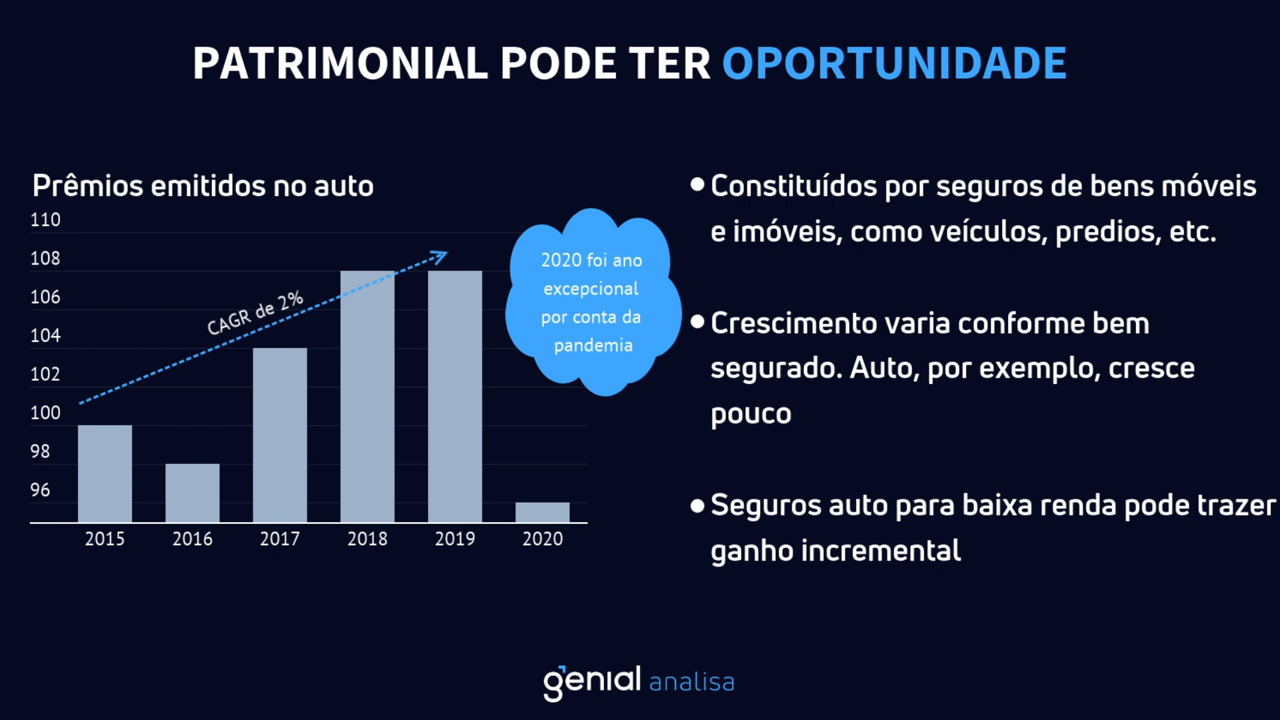 PATRIMONIAL PODE TER OPORTUNIDADE
Prêmios emitidos no auto
110
108
106
104
102
100
98
96
CAGR de 2%
2015 2016 2017 2018 2019 2020
2020 foi ano
excepcional
por conta da
pandemia
Constituídos por seguros de bens móveis
e imóveis, como veículos, predios, etc.
Crescimento varia conforme bem
segurado. Auto, por exemplo, cresce
pouco
Seguros auto para baixa renda pode trazer
ganho incremental
genial analisa